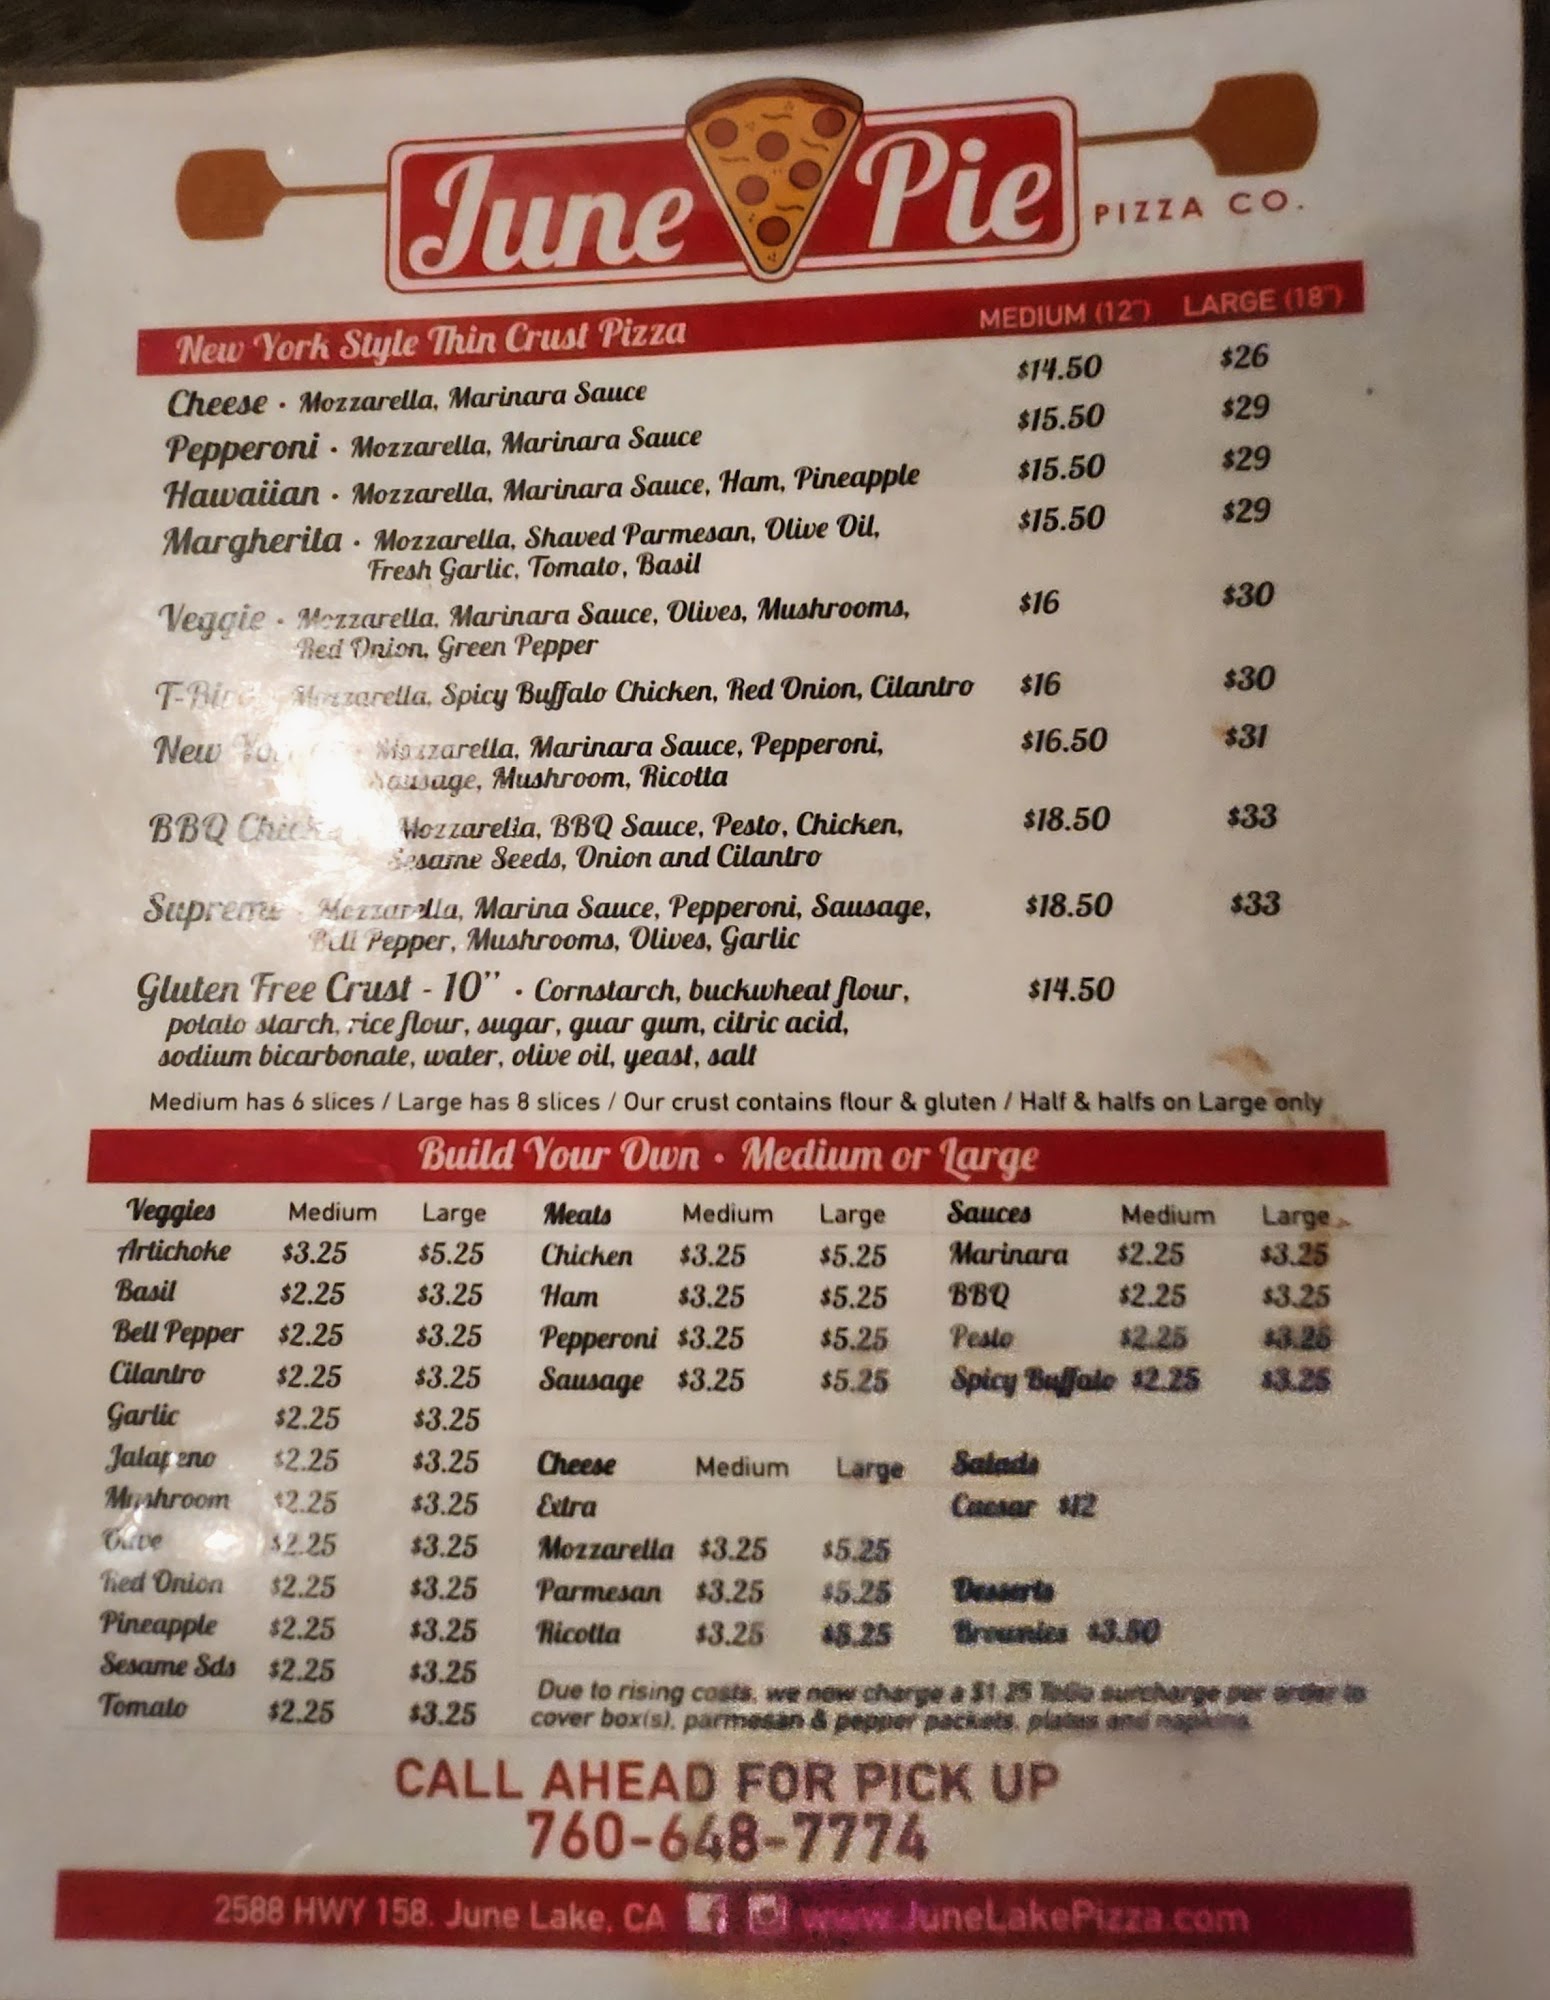 June Pie
PIZZA CO.
New York Style Thin Crust Pizza MEDIUM (12") LARGE (18")
Cheese · Mozzarella, Marinara Sauce $14.50 $26
Pepperoni · Mozzarella, Marinara Sauce $15.50 $29
Hawaiian · Mozzarella, Marinara Sauce, Ham, Pineapple $15.50 $29
Margherita · Mozzarella, Shaved Parmesan, Olive Oil, $15.50 $29
Fresh Garlic, Tomato, Basil
Veggie · Mozzarella, Marinara Sauce, Olives, Mushrooms, $16 $30
Red Onion, Green Pepper
T-Bird Mozzarella, Spicy Buffalo Chicken, Red Onion, Cilantro $16 $30
New Mozzarella, Marinara Sauce, Pepperoni, $16.50 $31
Sausage, Mushroom, Ricotta
BBQ Chicken Mozzarella, BBQ Sauce, Pesto, Chicken, $18.50 $33
Sesame Seeds, Onion and Cilantro
Supreme · Mozzarella, Marina Sauce, Pepperoni, Sausage, $18.50 $33
Bell Pepper, Mushrooms, Olives, Garlic
Gluten Free Crust - 10" · Cornstarch, buckwheat flour, $14.50
potato starch, rice flour, sugar, guar gum, citric acid,
sodium bicarbonate, water, olive oil, yeast, salt
Medium has 6 slices / Large has 8 slices / Our crust contains flour & gluten / Half & halfs on Large only
Build Your Own · Medium or Large
Veggies Medium Large
Artichoke $3.25 $5.25
Basil $2.25 $3.25
Bell Pepper $2.25 $3.25
Cilantro $2.25 $3.25
Garlic $2.25 $3.25
Jalapeno $2.25 $3.25
Mushroom $2.25 $3.25
Olive $2.25 $3.25
Red Onion $2.25 $3.25
Pineapple $2.25 $3.25
Sesame Sds $2.25 $3.25
Tomato $2.25 $3.25
Meats Medium Large
Chicken $3.25 $5.25
Ham $3.25 $5.25
Pepperoni $3.25 $5.25
Sausage $3.25 $5.25
Cheese Medium Large
Extra
Mozzarella $3.25 $5.25
Parmesan $3.25 $5.25
Ricotta $3.25 $5.25
Sauces Medium Large
Marinara $2.25 $3.25
BBQ $2.25 $3.25
Pesto $2.25 $3.25
Spicy Buffalo $2.25 $3.25
Salads
Caesar $12
Desserts
Brownies $3.50
Due to rising costs, we now charge a $1.25 ToGo surcharge per order to
cover box(s), parmesan & pepper packets, plates and napkins.
CALL AHEAD FOR PICK UP
760-648-7774
2588 HWY 158. June Lake, CA www.JuneLakePizza.com